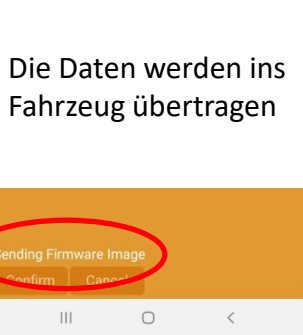 Die Daten werden ins
Fahrzeug übertragen
Sending Firmware Image
Confirm Cancel